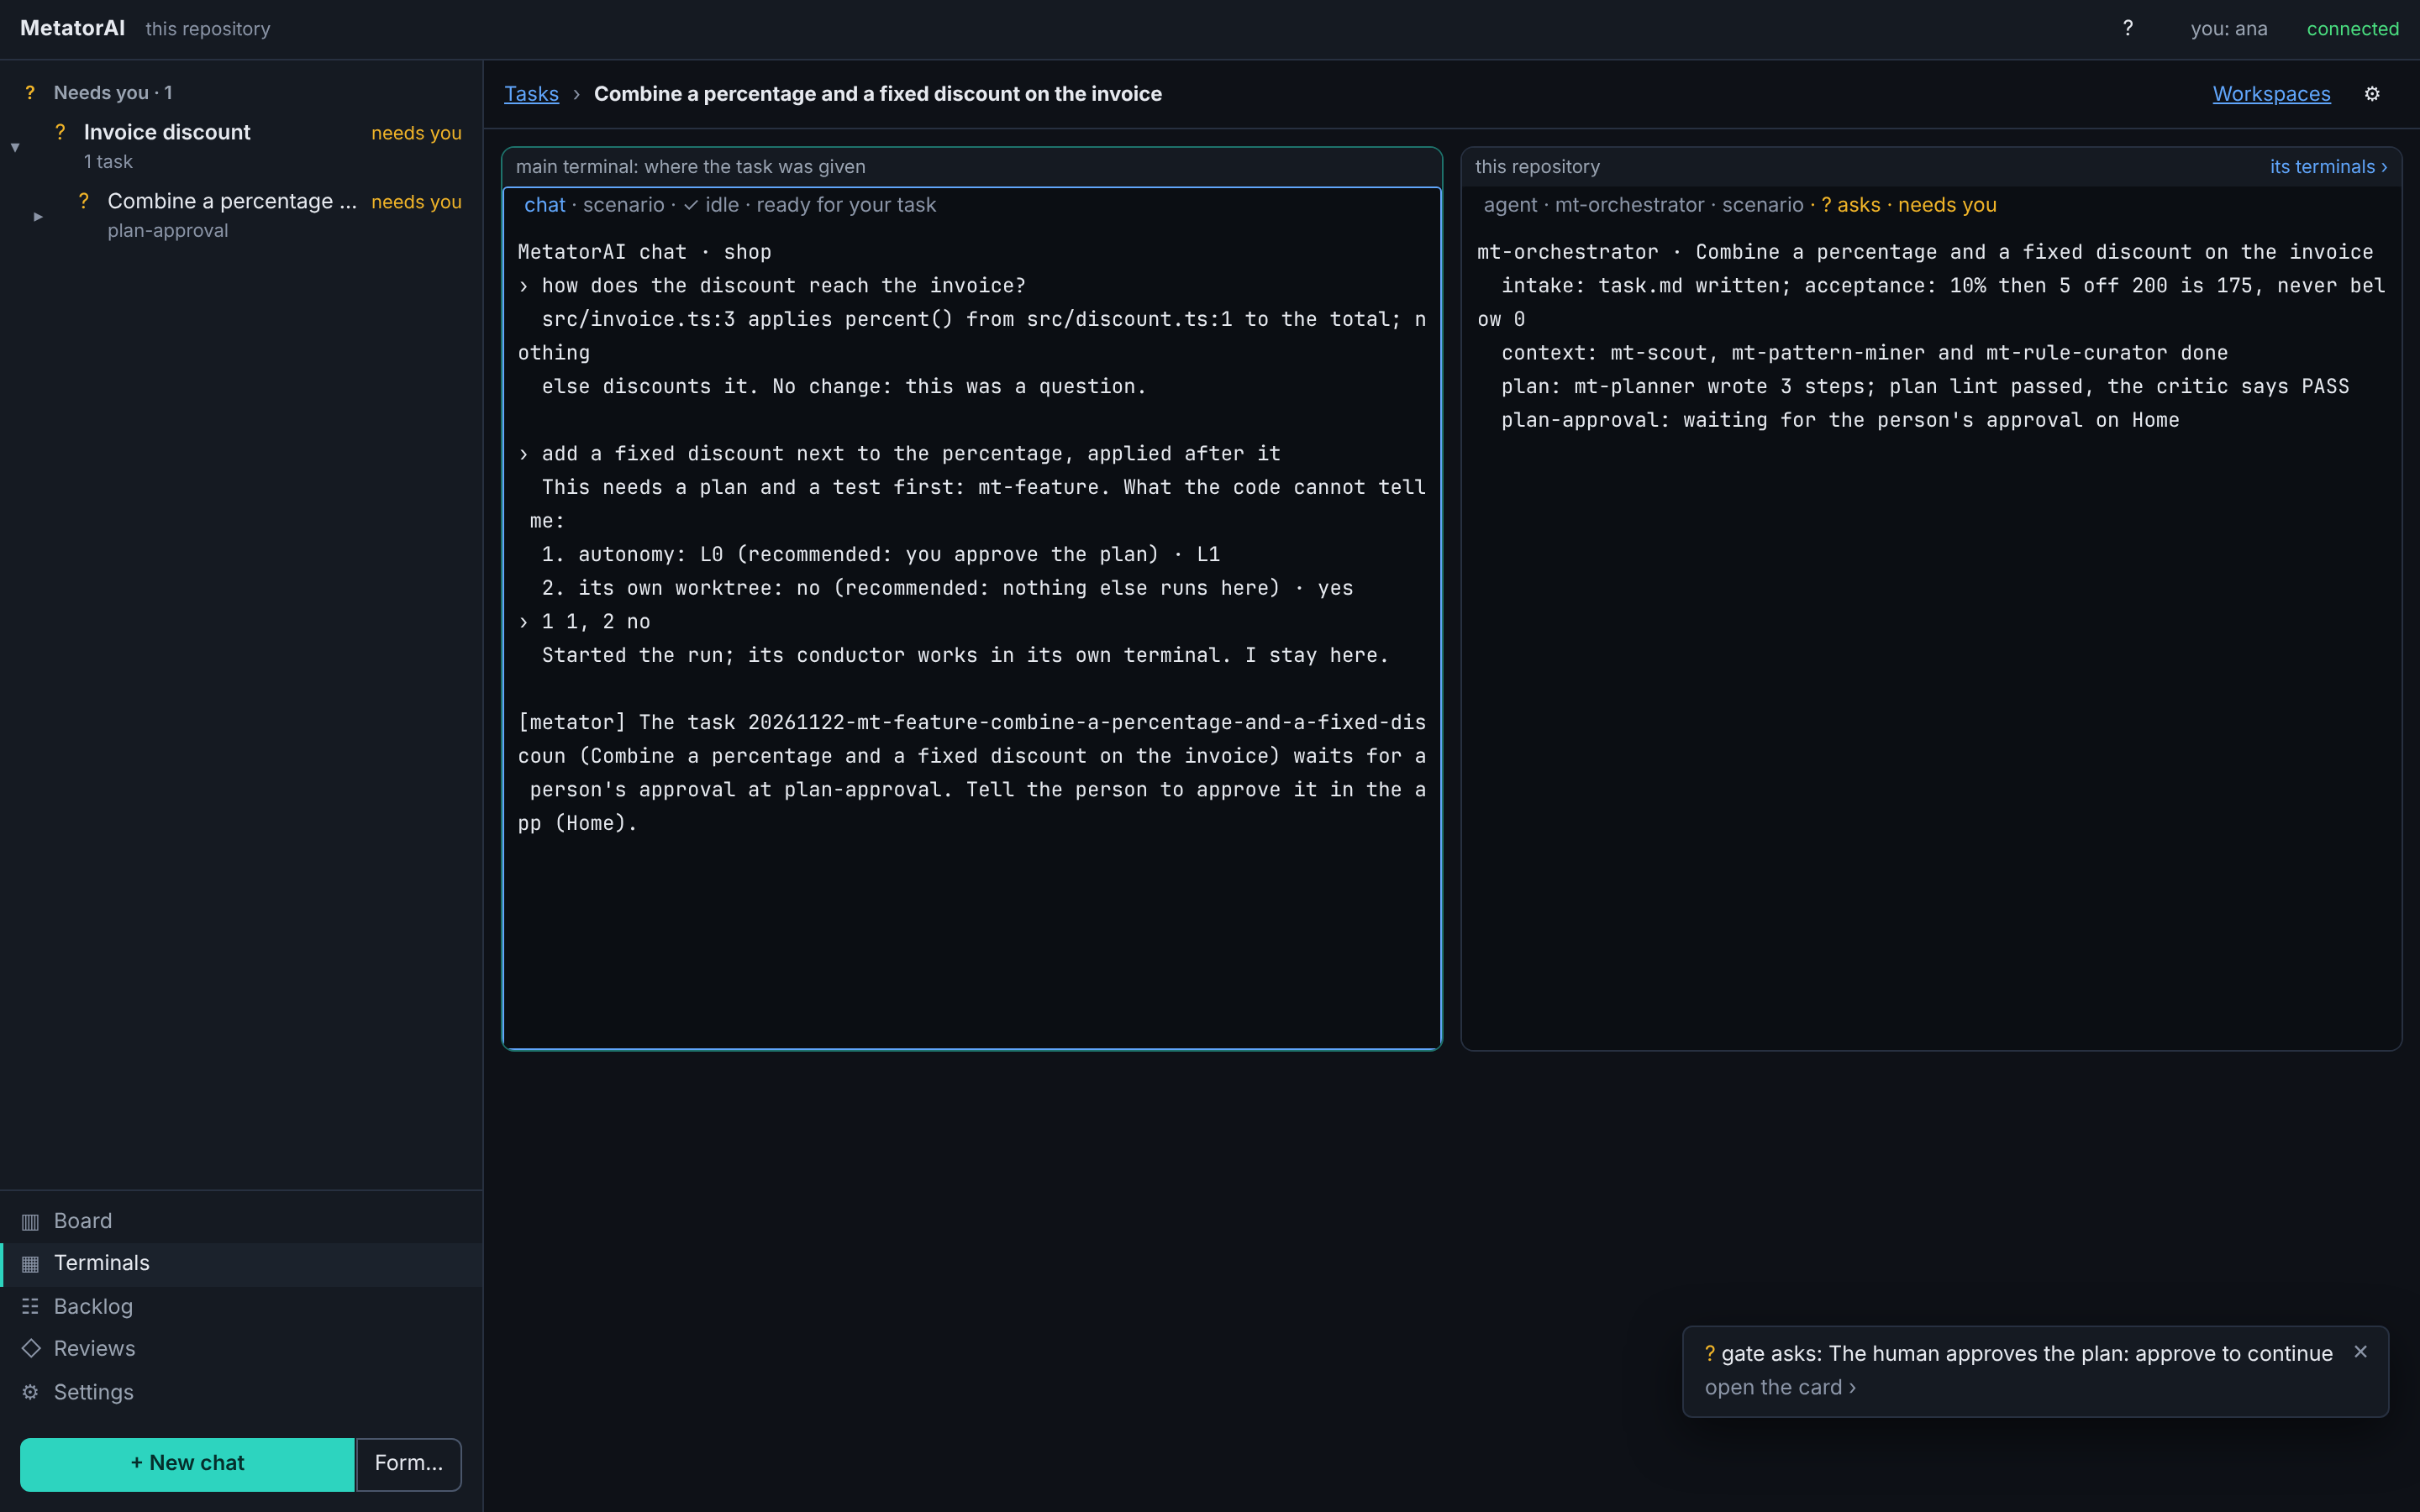 MetatorAI this repository
? you: ana connected
? Needs you · 1
▾ ? Invoice discount needs you
1 task
▸ ? Combine a percentage ... needs you
plan-approval
Tasks › Combine a percentage and a fixed discount on the invoice
Workspaces ⚙
main terminal: where the task was given
chat · scenario · ✓ idle · ready for your task
MetatorAI chat · shop
› how does the discount reach the invoice?
src/invoice.ts:3 applies percent() from src/discount.ts:1 to the total; n
othing
else discounts it. No change: this was a question.
› add a fixed discount next to the percentage, applied after it
This needs a plan and a test first: mt-feature. What the code cannot tell
me:
1. autonomy: L0 (recommended: you approve the plan) · L1
2. its own worktree: no (recommended: nothing else runs here) · yes
› 1 1, 2 no
Started the run; its conductor works in its own terminal. I stay here.
[metator] The task 20261122-mt-feature-combine-a-percentage-and-a-fixed-dis
coun (Combine a percentage and a fixed discount on the invoice) waits for a
person's approval at plan-approval. Tell the person to approve it in the a
pp (Home).
this repository its terminals ›
agent · mt-orchestrator · scenario · ? asks · needs you
mt-orchestrator · Combine a percentage and a fixed discount on the invoice
intake: task.md written; acceptance: 10% then 5 off 200 is 175, never bel
ow 0
context: mt-scout, mt-pattern-miner and mt-rule-curator done
plan: mt-planner wrote 3 steps; plan lint passed, the critic says PASS
plan-approval: waiting for the person's approval on Home
Board
Terminals
Backlog
Reviews
Settings
+ New chat
Form...
? gate asks: The human approves the plan: approve to continue ✕
open the card ›